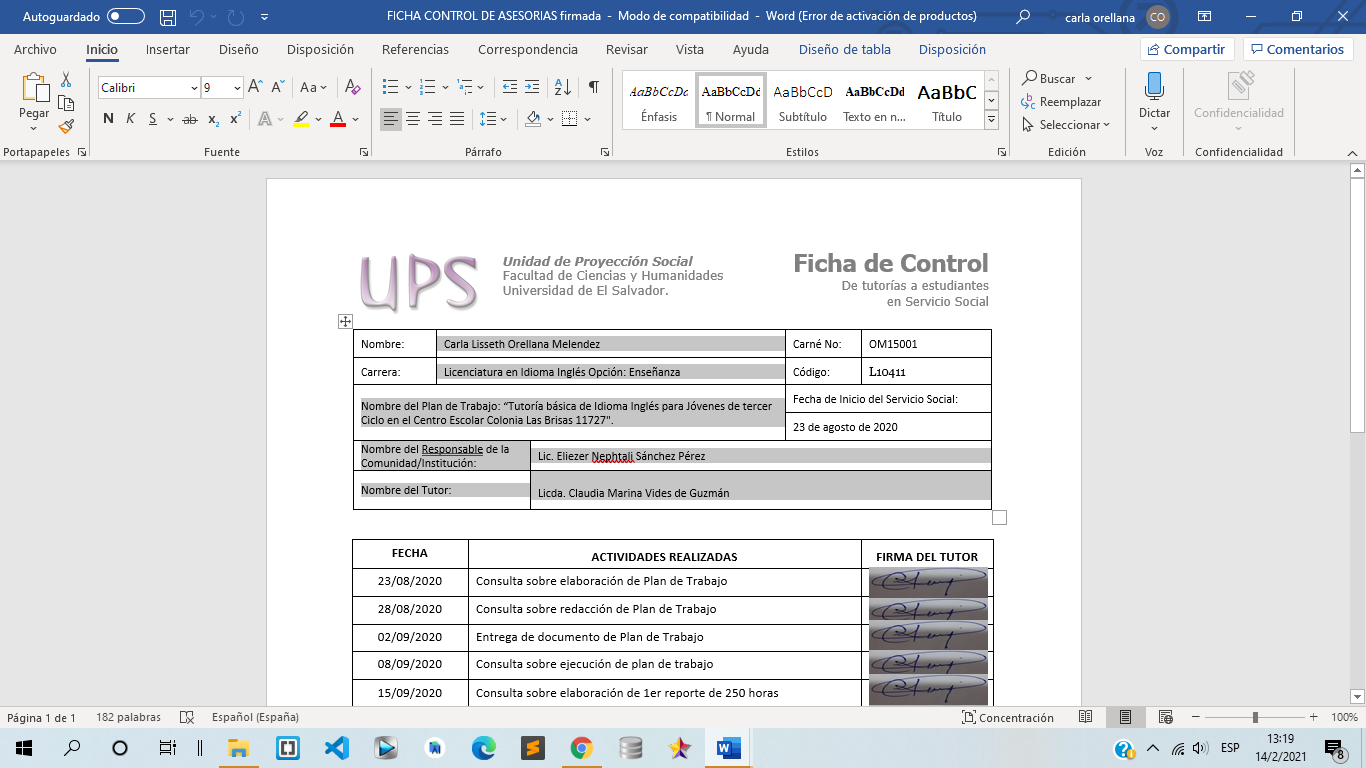 Autoguardado
FICHA CONTROL DE ASESORIAS firmada - Modo de compatibilidad - Word (Error de activación de productos)
carla orellana
CO
Archivo Inicio Insertar Diseño Disposición Referencias Correspondencia Revisar Vista Ayuda Diseño de tabla Disposición
Compartir Comentarios
Pegar
Calibri 9
N K S ab x2 x2 A A
Aa
AaBbCcDc AaBbCcDd AaBbCcD AaBbCcDd AaBbC
Énfasis ¶ Normal Subtítulo Texto en n... Título
Buscar
Reemplazar
Seleccionar
Dictar
Confidencialidad
Portapapeles Fuente Párrafo Estilos Edición Voz Confidencialidad
UPS
Unidad de Proyección Social
Facultad de Ciencias y Humanidades
Universidad de El Salvador.
Ficha de Control
De tutorías a estudiantes
en Servicio Social
Nombre: Carla Lisseth Orellana Melendez Carné No: OM15001
Carrera: Licenciatura en Idioma Inglés Opción: Enseñanza Código: L10411
Nombre del Plan de Trabajo: “Tutoría básica de Idioma Inglés para Jóvenes de tercer
Ciclo en el Centro Escolar Colonia Las Brisas 11727".
Fecha de Inicio del Servicio Social:
23 de agosto de 2020
Nombre del Responsable de la
Comunidad/Institución:
Lic. Eliezer Nephtali Sánchez Pérez
Nombre del Tutor: Licda. Claudia Marina Vides de Guzmán
FECHA ACTIVIDADES REALIZADAS FIRMA DEL TUTOR
23/08/2020 Consulta sobre elaboración de Plan de Trabajo
28/08/2020 Consulta sobre redacción de Plan de Trabajo
02/09/2020 Entrega de documento de Plan de Trabajo
08/09/2020 Consulta sobre ejecución de plan de trabajo
15/09/2020 Consulta sobre elaboración de 1er reporte de 250 horas
Página 1 de 1 182 palabras Español (España) Concentración 100%
ESP
13:19
14/2/2021
8